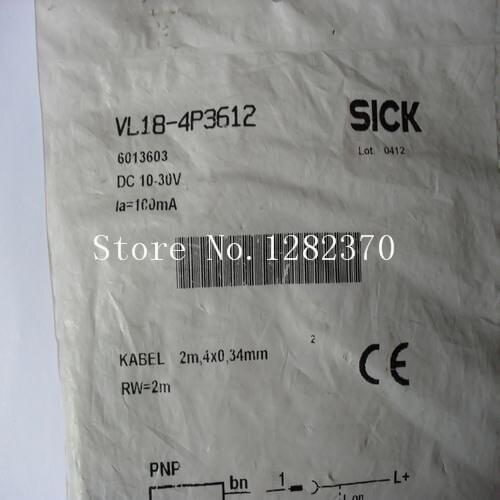 VL18-4P3612
SICK
6013603
Lot. 0412
DC 10-30V
Ia=100mA
Store No. 1282370
2
KABEL 2m,4x0,34mm
CE
RW=2m
PNP
bn 1 L+